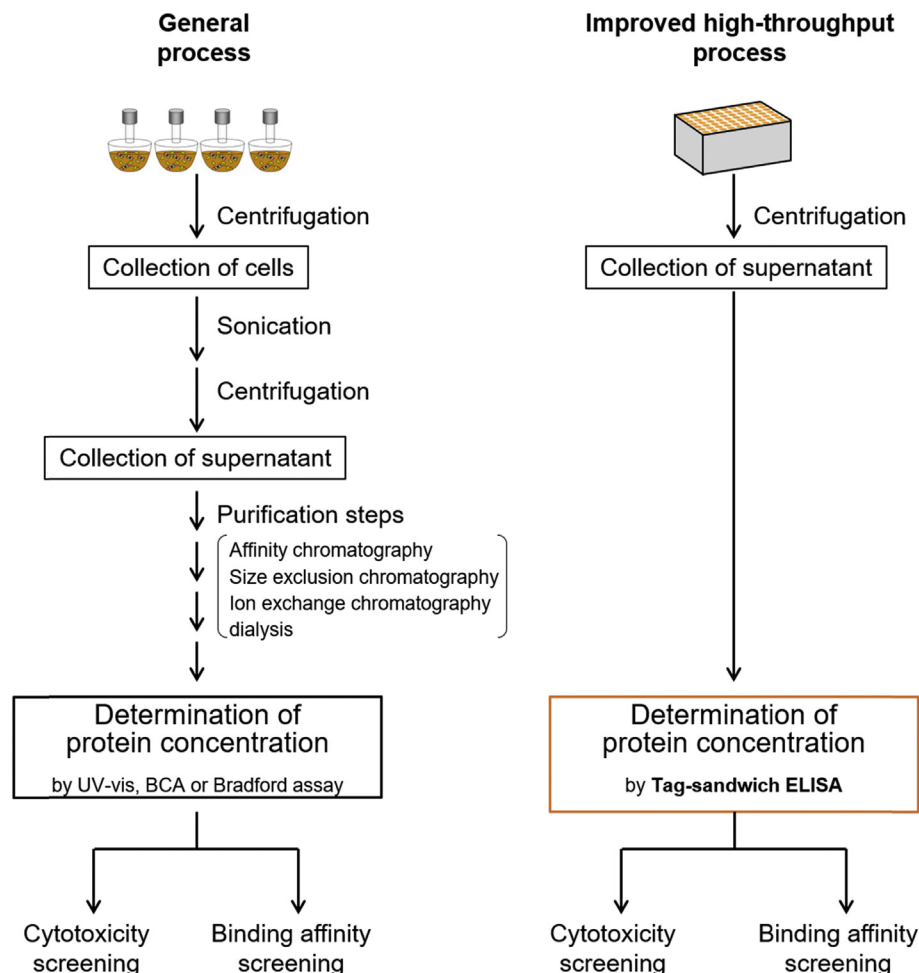 General
process
Centrifugation
Collection of cells
Sonication
Centrifugation
Collection of supernatant
Purification steps
Affinity chromatography
Size exclusion chromatography
Ion exchange chromatography
dialysis
Determination of
protein concentration
by UV-vis, BCA or Bradford assay
Cytotoxicity
screening
Binding affinity
screening
Improved high-throughput
process
Centrifugation
Collection of supernatant
Determination of
protein concentration
by Tag-sandwich ELISA
Cytotoxicity
screening
Binding affinity
screening